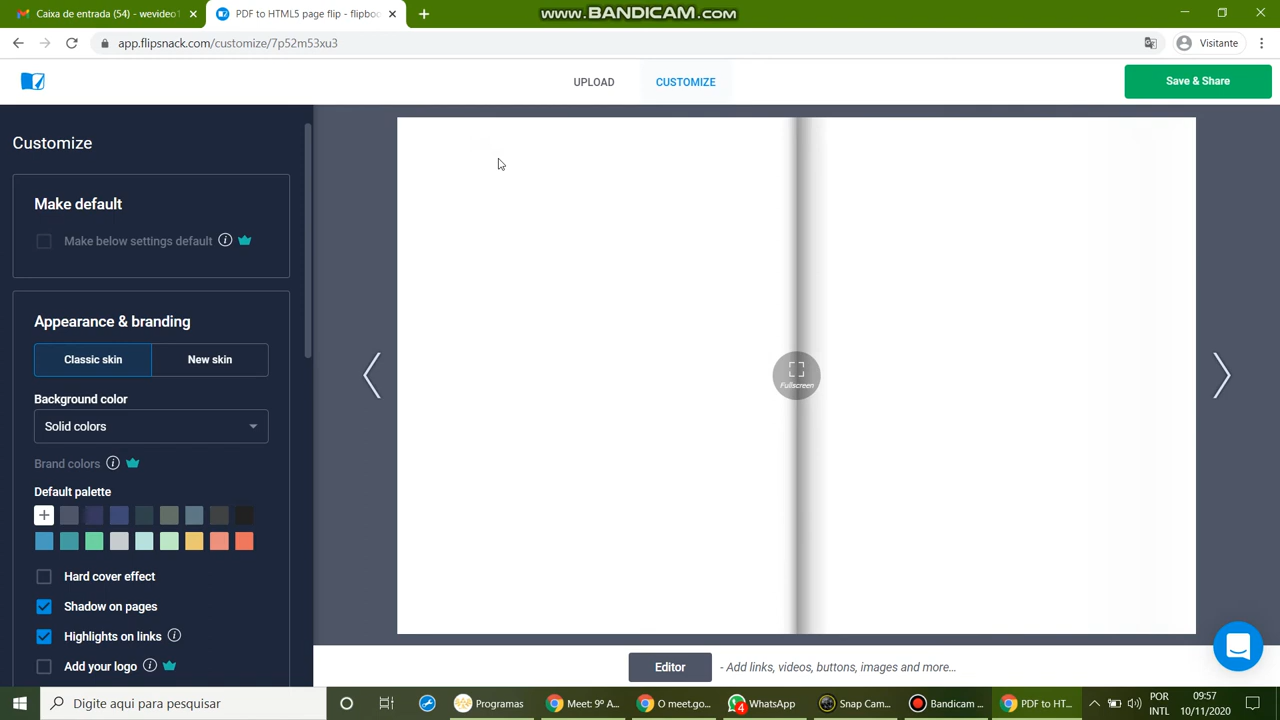 www.BANDICAM.com
Caixa de entrada (54) - wevideo1
PDF to HTML5 page flip - flipboo
app.flipsnack.com/customize/7p52m53xu3
Visitante
UPLOAD
CUSTOMIZE
Save & Share
Customize
Make default
Make below settings default
Appearance & branding
Classic skin
New skin
Background color
Solid colors
Brand colors
Default palette
Hard cover effect
Shadow on pages
Highlights on links
Add your logo
Fullscreen
Editor
- Add links, videos, buttons, images and more...
Digite aqui para pesquisar
Programas
Meet: 9º A...
O meet.go...
4
WhatsApp
Snap Cam...
Bandicam ...
PDF to HT...
POR
INTL
09:57
10/11/2020